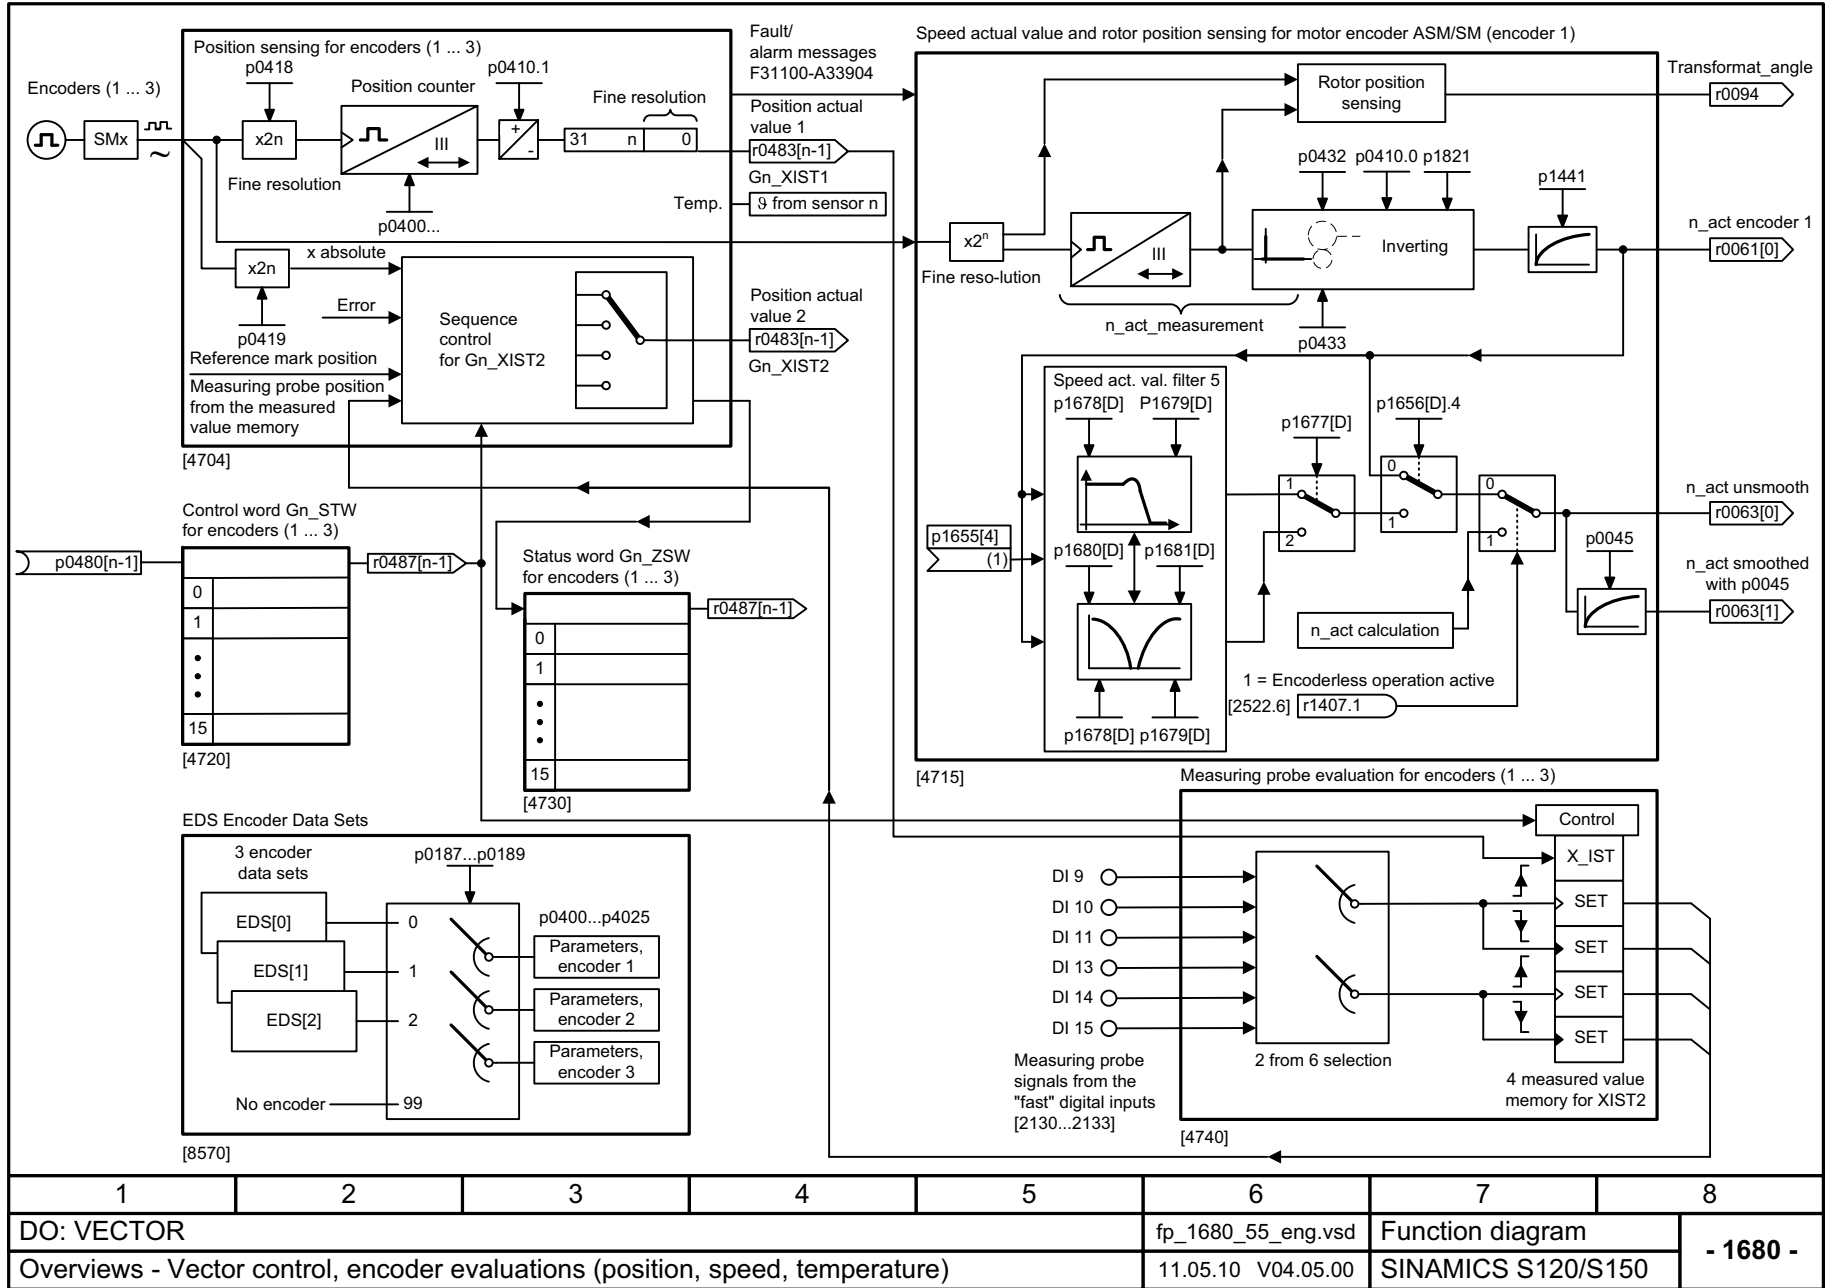 Position sensing for encoders (1 ... 3)
p0418
Position counter
p0410.1
Fine resolution
Encoders (1 ... 3)
SMx
x2n
III
+
-
31 n 0
Fine resolution
p0400...
x2n
x absolute
p0419
Error
Reference mark position
Measuring probe position
from the measured
value memory
Sequence
control
for Gn_XIST2
[4704]
Fault/
alarm messages
F31100-A33904
Position actual
value 1
r0483[n-1]
Gn_XIST1
Temp.
ϑ from sensor n
Position actual
value 2
r0483[n-1]
Gn_XIST2
Speed actual value and rotor position sensing for motor encoder ASM/SM (encoder 1)
Rotor position
sensing
Transformat_angle
r0094
p0432 p0410.0 p1821
p1441
x2ⁿ
III
Inverting
Fine reso-lution
n_act_measurement
p0433
n_act encoder 1
r0061[0]
Speed act. val. filter 5
p1678[D] P1679[D]
p1677[D]
p1656[D].4
1
2
0
1
0
1
p1655[4]
(1)
p1680[D] p1681[D]
p1678[D] p1679[D]
n_act calculation
1 = Encoderless operation active
[2522.6] r1407.1
n_act unsmooth
r0063[0]
p0045
n_act smoothed
with p0045
r0063[1]
[4715]
Control word Gn_STW
for encoders (1 ... 3)
p0480[n-1]
r0487[n-1]
0
1
15
[4720]
Status word Gn_ZSW
for encoders (1 ... 3)
r0487[n-1]
0
1
15
[4730]
EDS Encoder Data Sets
3 encoder
data sets
p0187...p0189
EDS[0]
EDS[1]
EDS[2]
0
1
2
No encoder
99
p0400...p4025
Parameters,
encoder 1
Parameters,
encoder 2
Parameters,
encoder 3
[8570]
Measuring probe evaluation for encoders (1 ... 3)
Control
X_IST
SET
SET
SET
SET
DI 9
DI 10
DI 11
DI 13
DI 14
DI 15
Measuring probe
signals from the
"fast" digital inputs
[2130...2133]
2 from 6 selection
4 measured value
memory for XIST2
[4740]
1 2 3 4 5 6 7 8
DO: VECTOR
fp_1680_55_eng.vsd
Function diagram
- 1680 -
Overviews - Vector control, encoder evaluations (position, speed, temperature)
11.05.10 V04.05.00
SINAMICS S120/S150